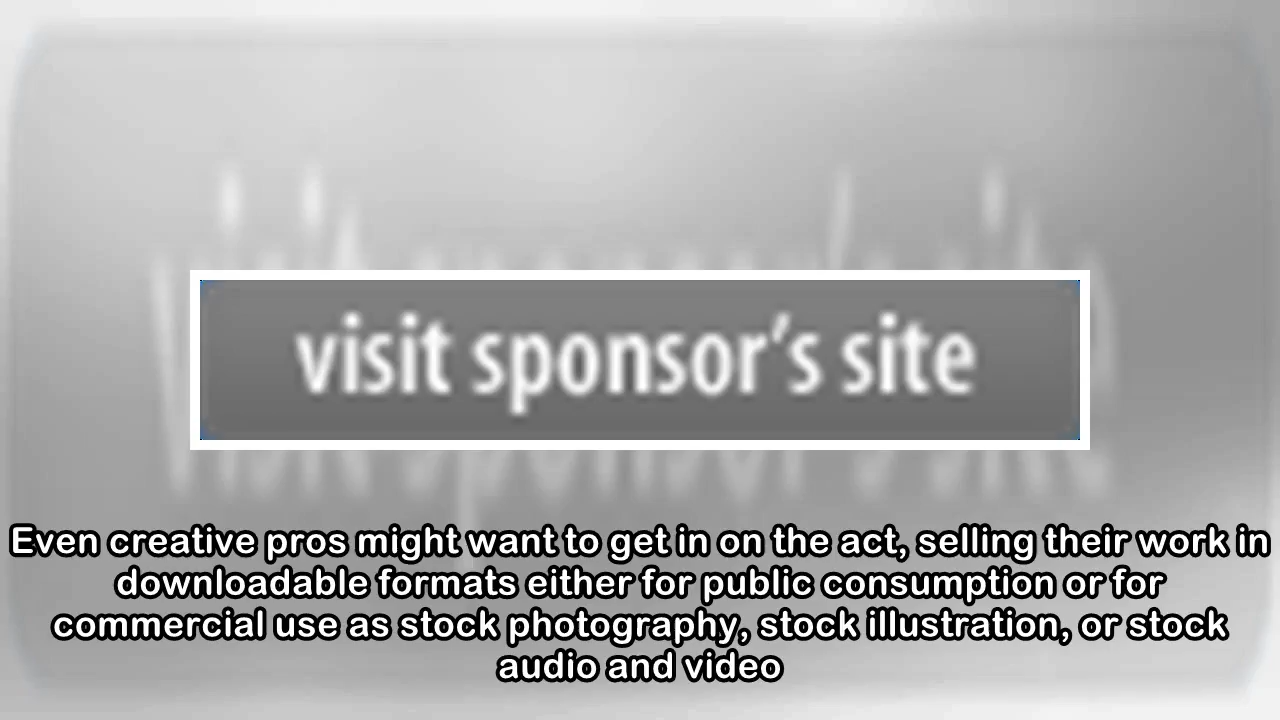 visit sponsor's site
Even creative pros might want to get in on the act, selling their work in
downloadable formats either for public consumption or for
commercial use as stock photography, stock illustration, or stock
audio and video